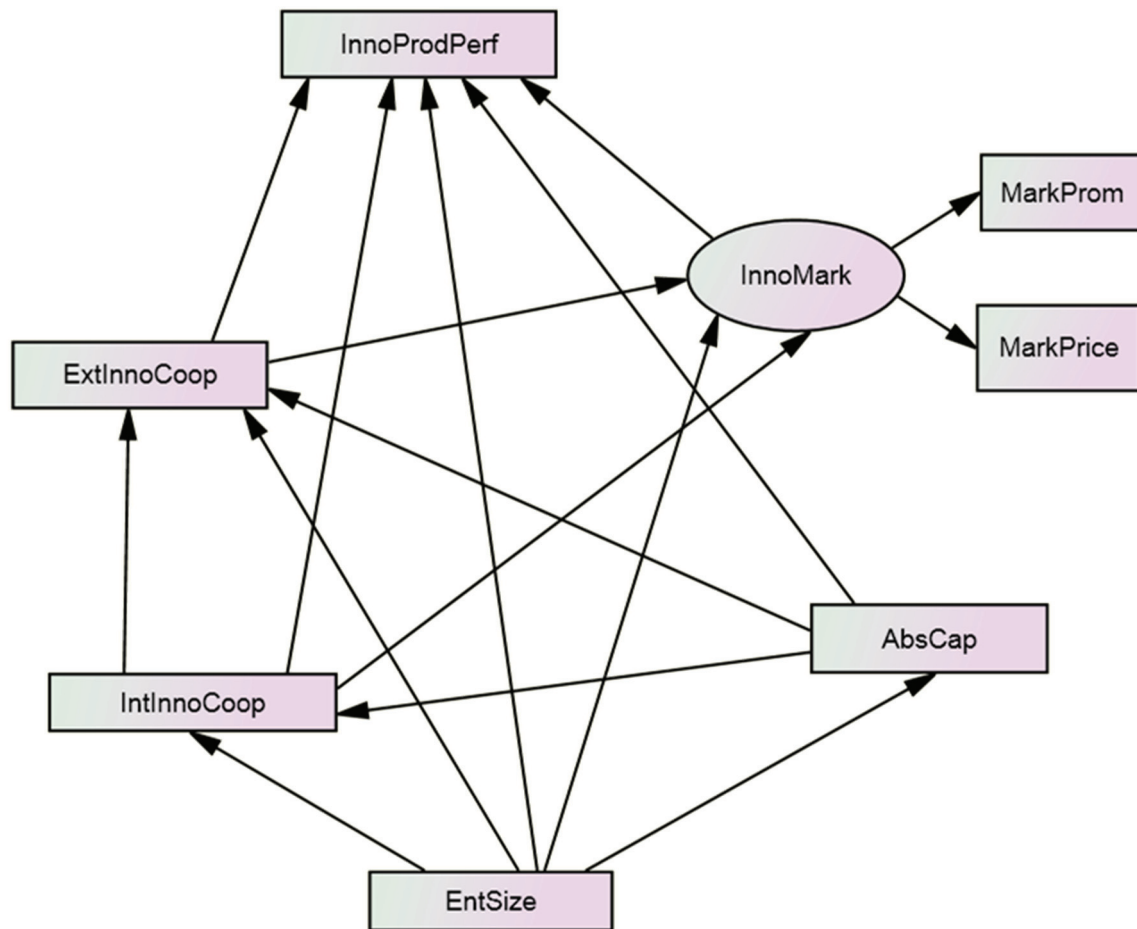 InnoProdPerf
MarkProm
InnoMark
MarkPrice
ExtInnoCoop
AbsCap
IntInnoCoop
EntSize